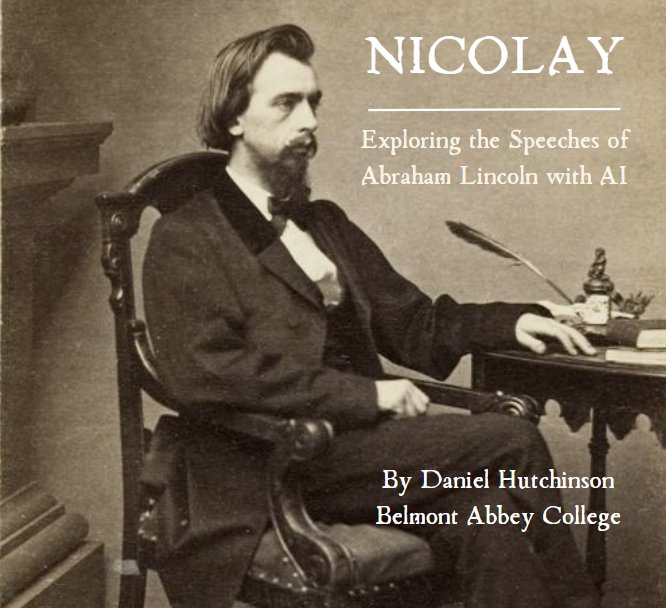 NICOLAY
Exploring the Speeches of
Abraham Lincoln with AI
By Daniel Hutchinson
Belmont Abbey College